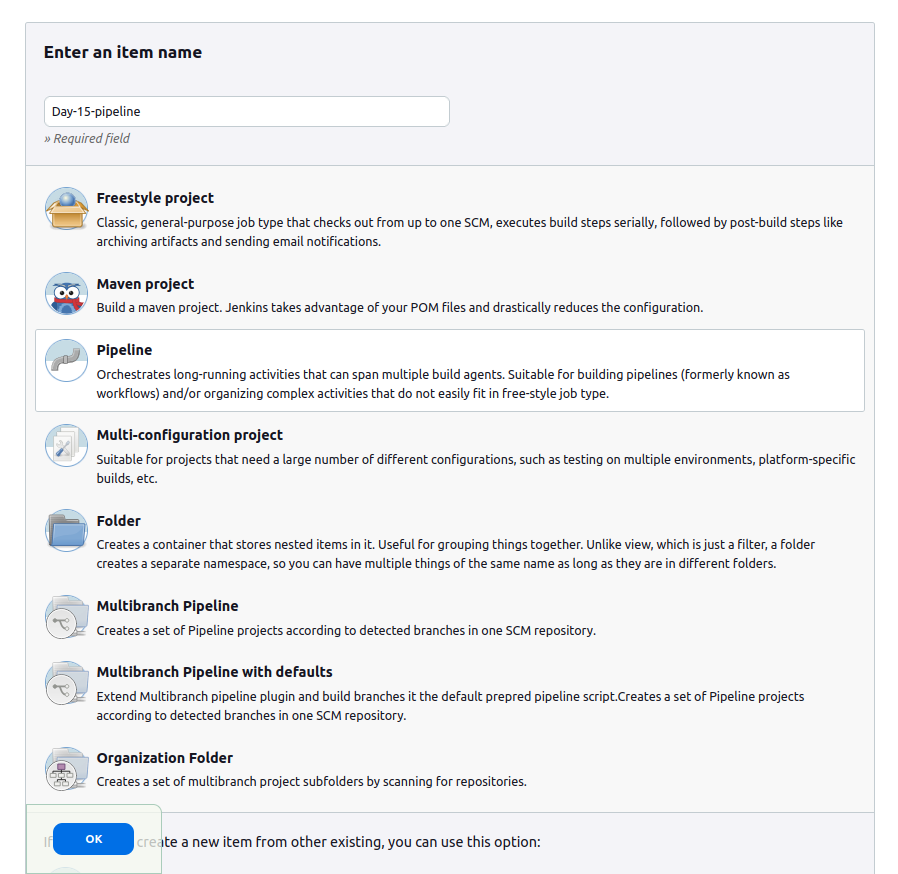 Enter an item name
Day-15-pipeline
» Required field
Freestyle project
Classic, general-purpose job type that checks out from up to one SCM, executes build steps serially, followed by post-build steps like
archiving artifacts and sending email notifications.
Maven project
Build a maven project. Jenkins takes advantage of your POM files and drastically reduces the configuration.
Pipeline
Orchestrates long-running activities that can span multiple build agents. Suitable for building pipelines (formerly known as
workflows) and/or organizing complex activities that do not easily fit in free-style job type.
Multi-configuration project
Suitable for projects that need a large number of different configurations, such as testing on multiple environments, platform-specific
builds, etc.
Folder
Creates a container that stores nested items in it. Useful for grouping things together. Unlike view, which is just a filter, a folder
creates a separate namespace, so you can have multiple things of the same name as long as they are in different folders.
Multibranch Pipeline
Creates a set of Pipeline projects according to detected branches in one SCM repository.
Multibranch Pipeline with defaults
Extend Multibranch pipeline plugin and build branches it the default prepred pipeline script.Creates a set of Pipeline projects
according to detected branches in one SCM repository.
Organization Folder
Creates a set of multibranch project subfolders by scanning for repositories.
If create a new item from other existing, you can use this option:
OK